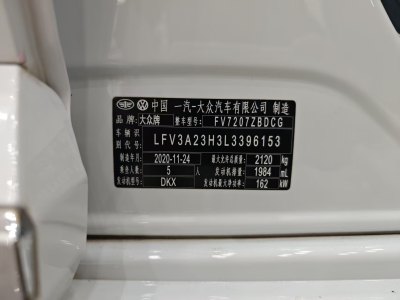 中国 一汽-大众汽车有限公司 制造
品牌 大众牌 整车型号 FV7207ZBDCG
车辆识别代号 LFV3A23H3L3396153
制造年月 2020-11-24 最大允许总质量 2120 kg
乘坐人数 5 人 发动机排量 1984 mL
发动机型号 DKX 发动机最大净功率 162 kW